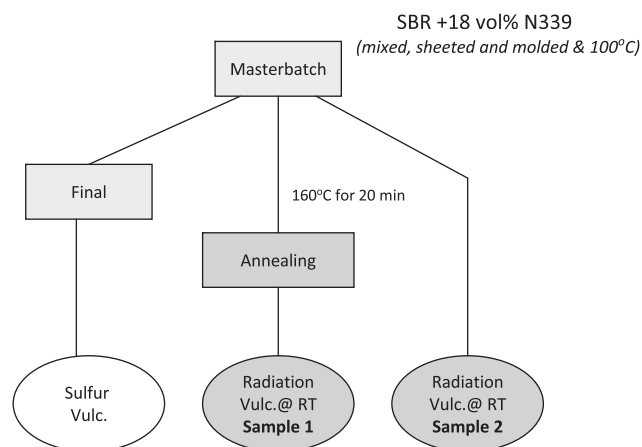 SBR +18 vol% N339
(mixed, sheeted and molded & 100°C)
Masterbatch
Final
160°C for 20 min
Annealing
Sulfur
Vulc.
Radiation
Vulc.@ RT
Sample 1
Radiation
Vulc.@ RT
Sample 2